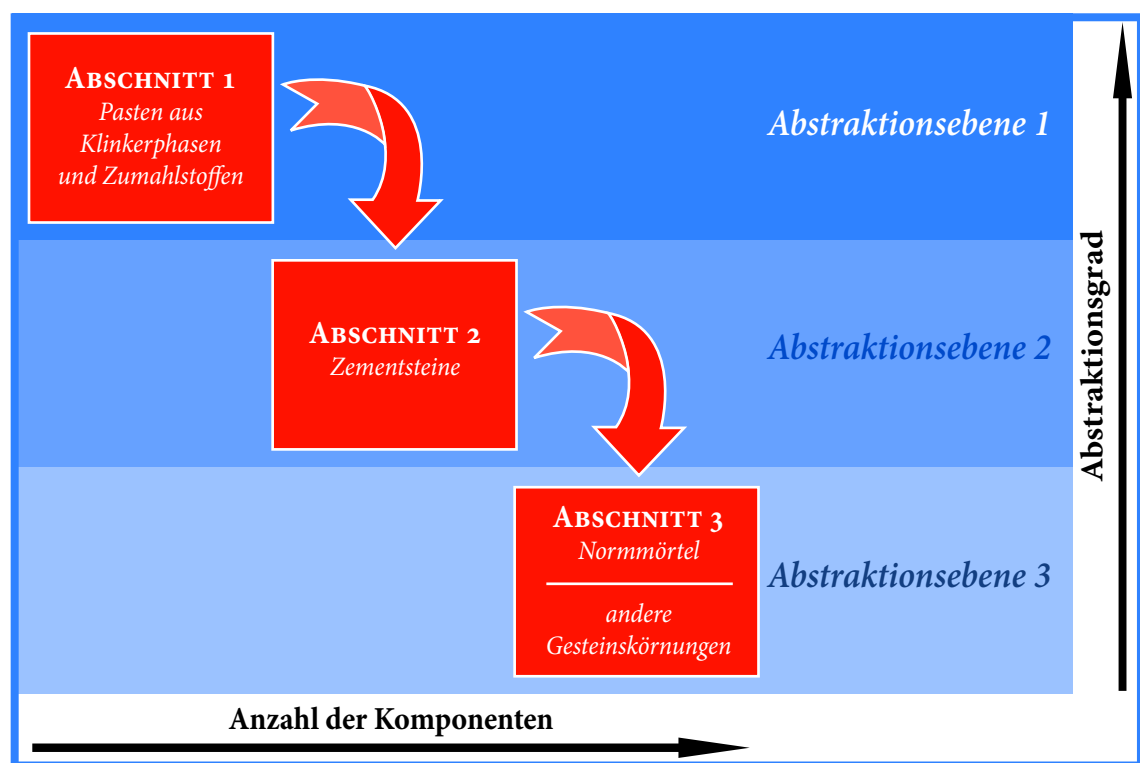 ABSCHNITT 1
Pasten aus
Klinkerphasen
und Zumahlstoffen
Abstraktionsebene 1
ABSCHNITT 2
Zementsteine
Abstraktionsebene 2
ABSCHNITT 3
Normmörtel
andere
Gesteinskörnungen
Abstraktionsebene 3
Abstraktionsgrad
Anzahl der Komponenten